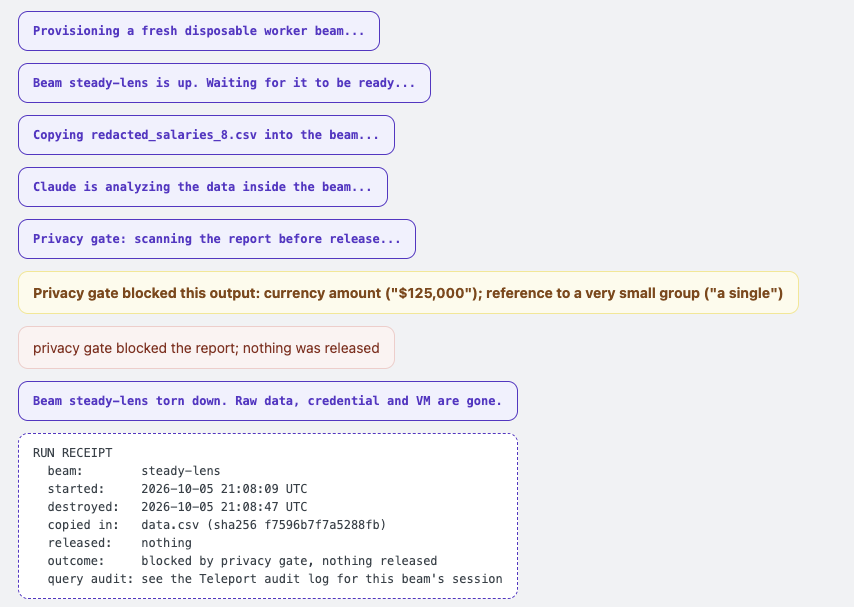 Provisioning a fresh disposable worker beam...
Beam steady-lens is up. Waiting for it to be ready...
Copying redacted_salaries_8.csv into the beam...
Claude is analyzing the data inside the beam...
Privacy gate: scanning the report before release...
Privacy gate blocked this output: currency amount ("$125,000"); reference to a very small group ("a single")
privacy gate blocked the report; nothing was released
Beam steady-lens torn down. Raw data, credential and VM are gone.
RUN RECEIPT
beam: steady-lens
started: 2026-10-05 21:08:09 UTC
destroyed: 2026-10-05 21:08:47 UTC
copied in: data.csv (sha256 f7596b7f7a5288fb)
released: nothing
outcome: blocked by privacy gate, nothing released
query audit: see the Teleport audit log for this beam's session